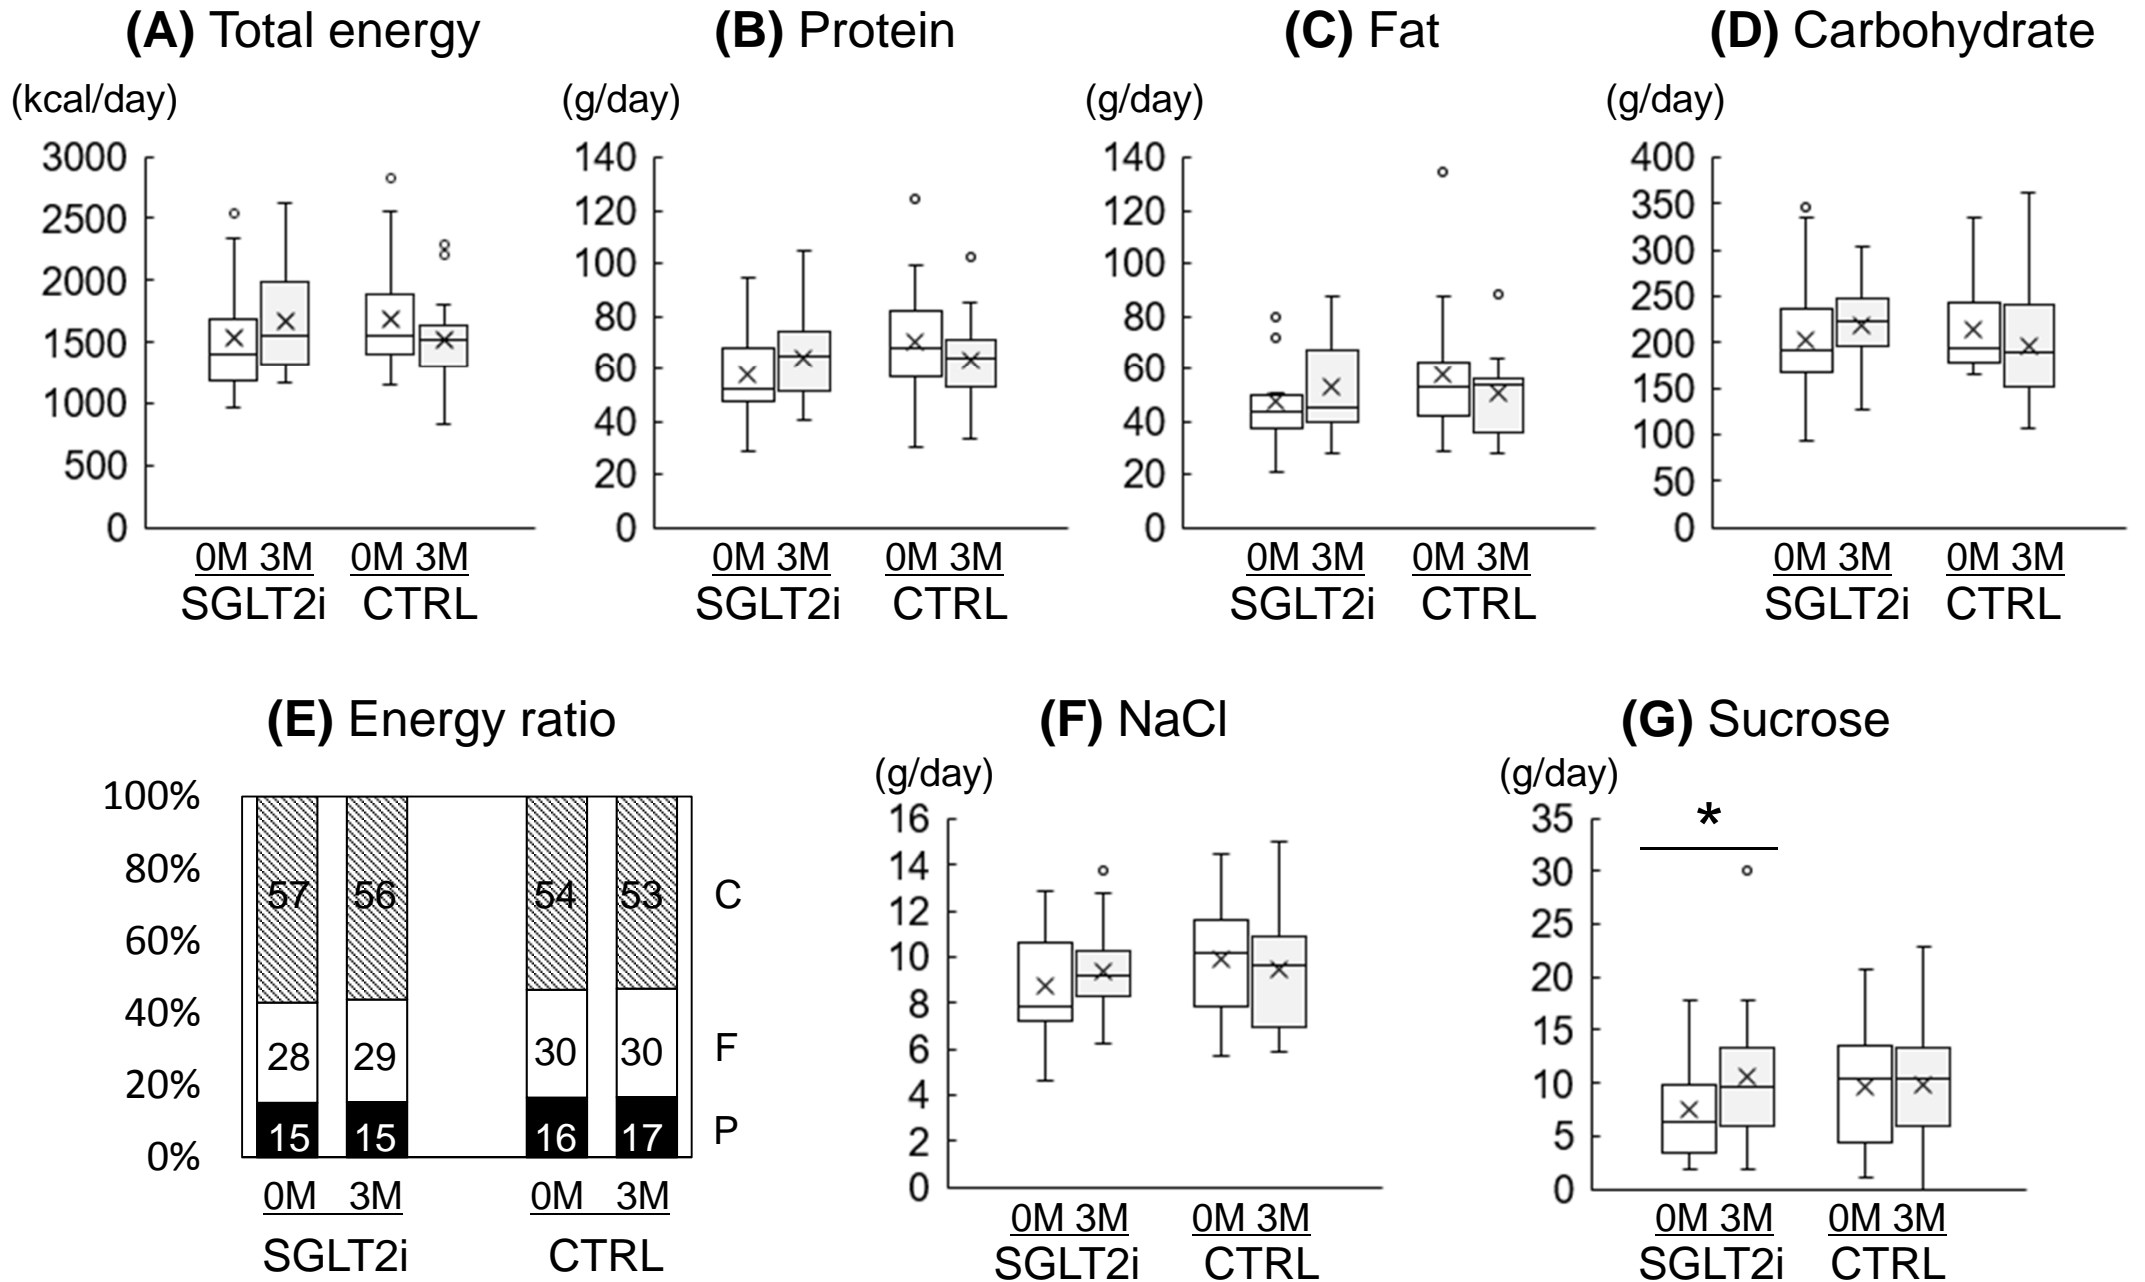 (A) Total energy
(B) Protein
(C) Fat
(D) Carbohydrate
(kcal/day)
3000
2500
2000
1500
1000
500
0
0M 3M
0M 3M
SGLT2i
CTRL
(g/day)
140
120
100
80
60
40
20
0
0M 3M
0M 3M
SGLT2i
CTRL
(g/day)
140
120
100
80
60
40
20
0
0M 3M
0M 3M
SGLT2i
CTRL
(g/day)
400
350
300
250
200
150
100
50
0
0M 3M
0M 3M
SGLT2i
CTRL
(E) Energy ratio
100%
80%
60%
40%
20%
0%
57 56 54 53 C
28 29 30 30 F
15 15 16 17 P
0M 3M
0M 3M
SGLT2i
CTRL
(F) NaCl
(g/day)
16
14
12
10
8
6
4
2
0
0M 3M
0M 3M
SGLT2i
CTRL
(G) Sucrose
(g/day)
*
35
30
25
20
15
10
5
0
0M 3M
0M 3M
SGLT2i
CTRL